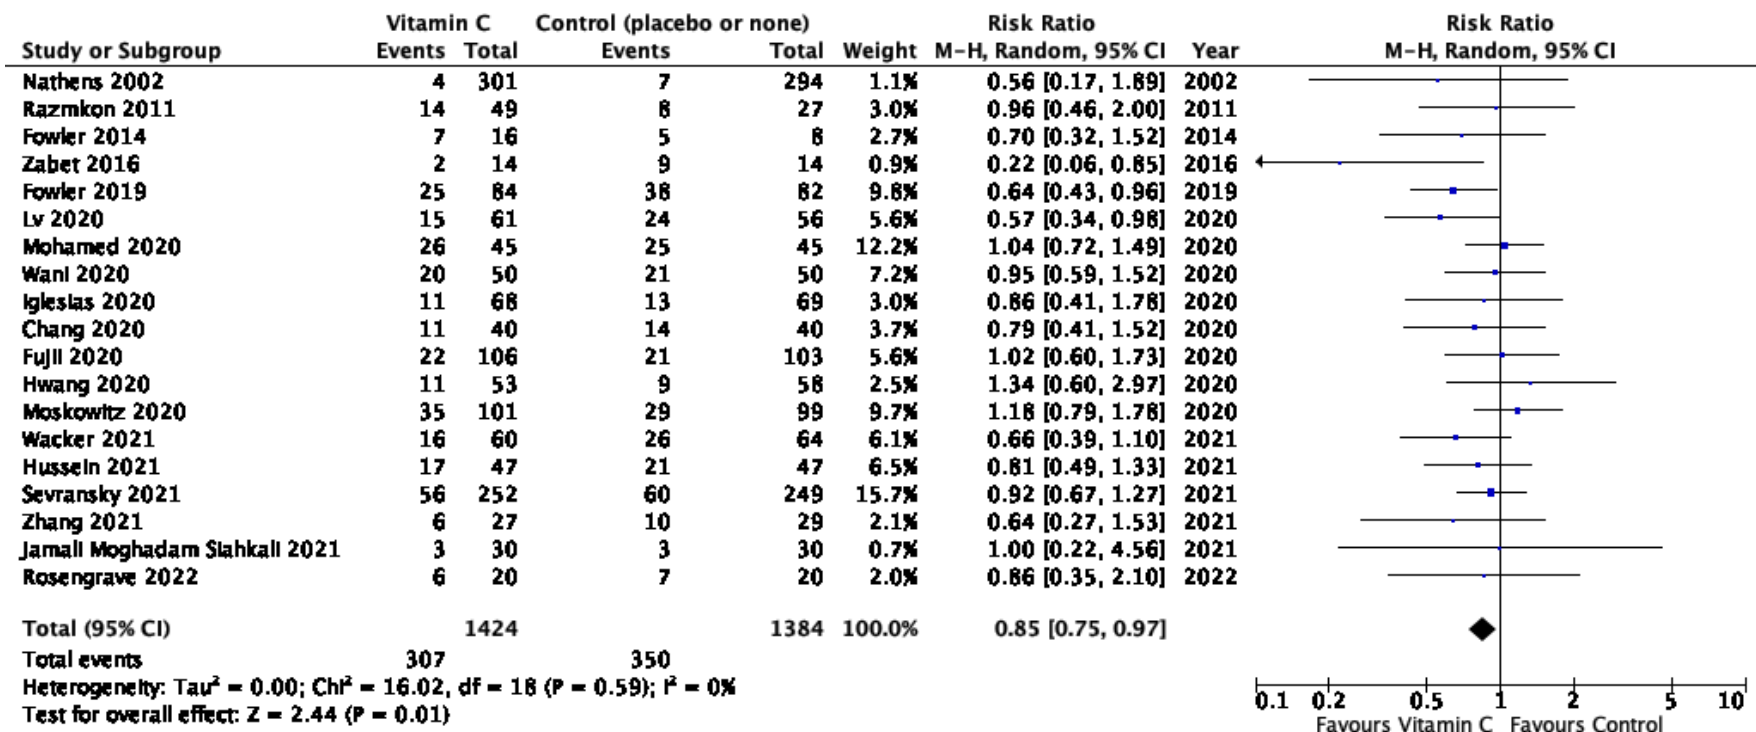 Vitamin C Control (placebo or none) Risk Ratio Risk Ratio
Study or Subgroup Events Total Events Total Weight M-H, Random, 95% CI Year M-H, Random, 95% CI
Nathens 2002 4 301 7 294 1.1% 0.56 [0.17, 1.89] 2002
Razmkon 2011 14 49 8 27 3.0% 0.96 [0.46, 2.00] 2011
Fowler 2014 7 16 5 8 2.7% 0.70 [0.32, 1.52] 2014
Zabet 2016 2 14 9 14 0.9% 0.22 [0.06, 0.85] 2016
Fowler 2019 25 84 38 82 9.8% 0.64 [0.43, 0.96] 2019
Lv 2020 15 61 24 56 5.6% 0.57 [0.34, 0.98] 2020
Mohamed 2020 26 45 25 45 12.2% 1.04 [0.72, 1.49] 2020
Wani 2020 20 50 21 50 7.2% 0.95 [0.59, 1.52] 2020
Iglesias 2020 11 68 13 69 3.0% 0.86 [0.41, 1.78] 2020
Chang 2020 11 40 14 40 3.7% 0.79 [0.41, 1.52] 2020
Fujii 2020 22 106 21 103 5.6% 1.02 [0.60, 1.73] 2020
Hwang 2020 11 53 9 58 2.5% 1.34 [0.60, 2.97] 2020
Moskowitz 2020 35 101 29 99 9.7% 1.18 [0.79, 1.78] 2020
Wacker 2021 16 60 26 64 6.1% 0.66 [0.39, 1.10] 2021
Hussein 2021 17 47 21 47 6.5% 0.81 [0.49, 1.33] 2021
Sevransky 2021 56 252 60 249 15.7% 0.92 [0.67, 1.27] 2021
Zhang 2021 6 27 10 29 2.1% 0.64 [0.27, 1.53] 2021
Jamali Moghadam Siahkali 2021 3 30 3 30 0.7% 1.00 [0.22, 4.56] 2021
Rosengrave 2022 6 20 7 20 2.0% 0.86 [0.35, 2.10] 2022
Total (95% CI) 1424 1384 100.0% 0.85 [0.75, 0.97]
Total events 307 350
Heterogeneity: Tau² = 0.00; Chi² = 16.02, df = 18 (P = 0.59); I² = 0%
Test for overall effect: Z = 2.44 (P = 0.01)
0.1 0.2 0.5 1 2 5 10
Favours Vitamin C Favours Control